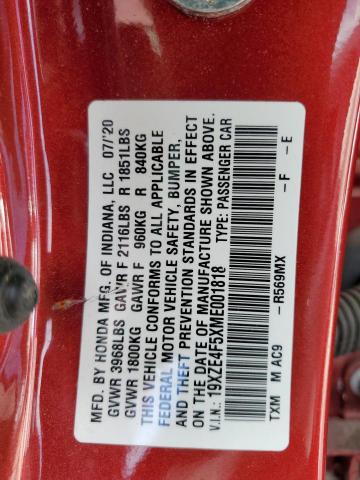 MFD. BY HONDA MFG. OF INDIANA, LLC 07/'20
GVWR 3968LBS GAWR F 2116LBS R 1851LBS
GVWR 1800KG GAWR F 960KG R 840KG
THIS VEHICLE CONFORMS TO ALL APPLICABLE
FEDERAL MOTOR VEHICLE SAFETY, BUMPER,
AND THEFT PREVENTION STANDARDS IN EFFECT
ON THE DATE OF MANUFACTURE SHOWN ABOVE.
V.I.N.: 19XZE4F5XME001818 TYPE: PASSENGER CAR
TXM M AC9 - R569MX - F - E